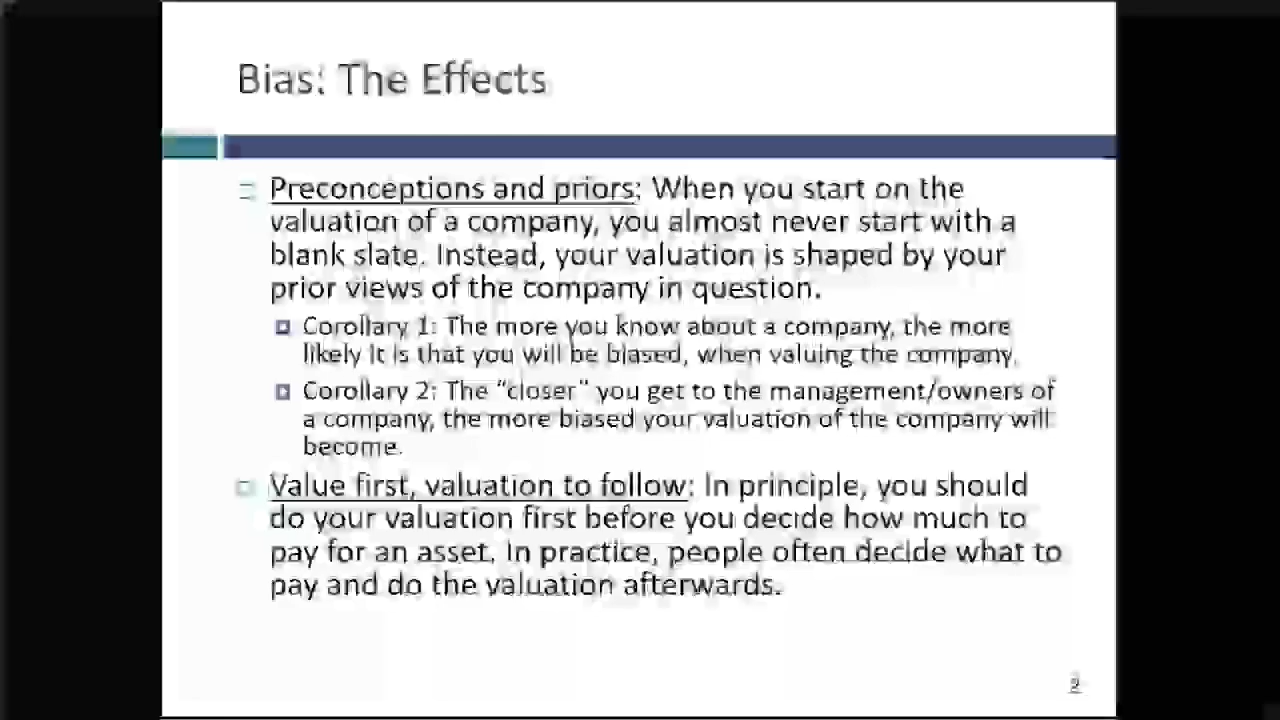 Bias: The Effects
Preconceptions and priors: When you start on the
valuation of a company, you almost never start with a
blank slate. Instead, your valuation is shaped by your
prior views of the company in question.
Corollary 1: The more you know about a company, the more
likely it is that you will be biased, when valuing the company.
Corollary 2: The "closer" you get to the management/owners of
a company, the more biased your valuation of the company will
become.
Value first, valuation to follow: In principle, you should
do your valuation first before you decide how much to
pay for an asset. In practice, people often decide what to
pay and do the valuation afterwards.